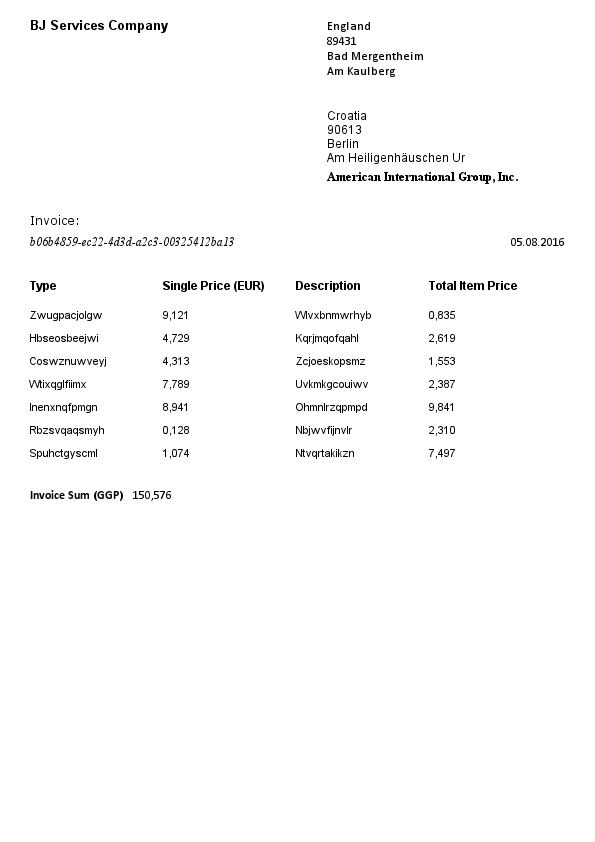 BJ Services Company
England
89431
Bad Mergentheim
Am Kaulberg
Croatia
90613
Berlin
Am Heiligenhäuschen Ur
American International Group, Inc.
Invoice:
b06b4859-ec22-4d3d-a2c3-00325412ba13 05.08.2016
Type Single Price (EUR) Description Total Item Price
Zwugpacjolgw 9,121 Wlvxbnmwrhyb 0,835
Hbseosbeejwi 4,729 Kqrjmqofqahl 2,619
Coswznuwveyj 4,313 Zcjoeskopsmz 1,553
Wtixqglfiimx 7,789 Uvkmkgcouiwv 2,387
Inenxnqfpmgn 8,941 Ohmnlrzqpmpd 9,841
Rbzsvqaqsmyh 0,128 Nbjwvfijnvlr 2,310
Spuhctgyscml 1,074 Ntvqrtakikzn 7,497
Invoice Sum (GGP) 150,576